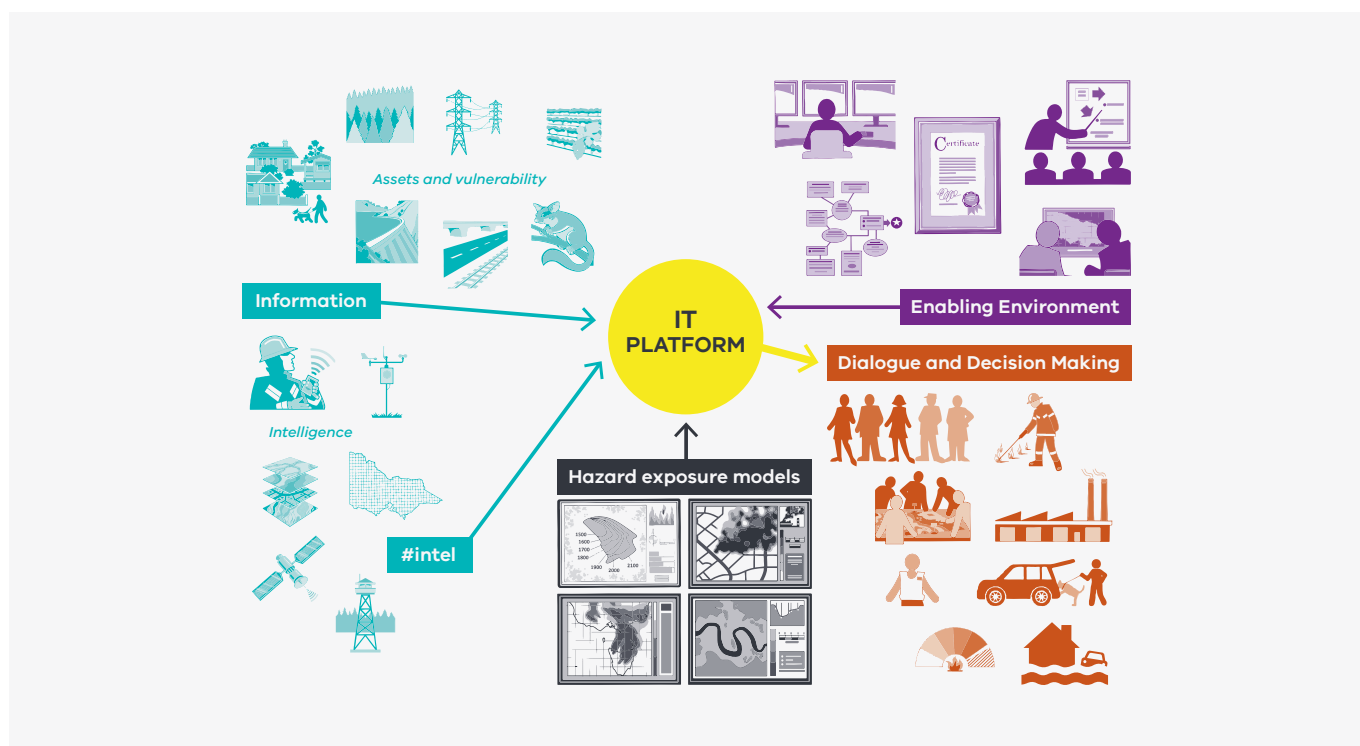 Assets and vulnerability
Certificate
Information
Enabling Environment
IT
PLATFORM
Dialogue and Decision Making
Intelligence
Hazard exposure models
#intel
1500
1600
1700
1800
1900
2000
2100